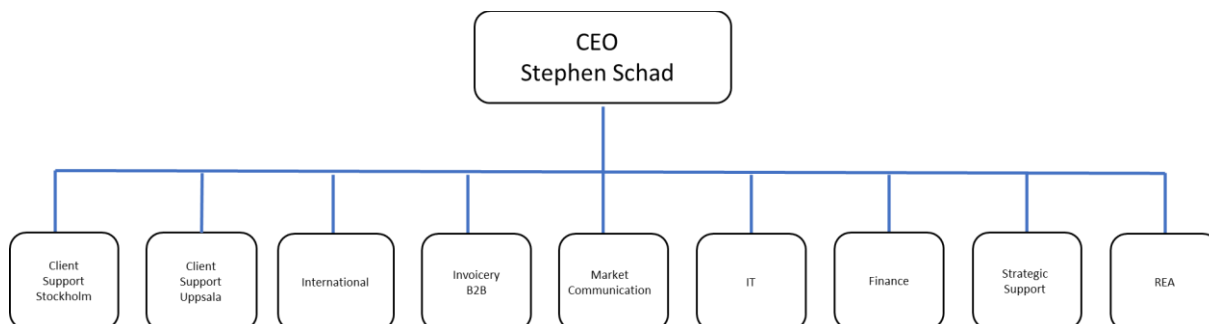 CEO
Stephen Schad
Client
Support
Stockholm
Client
Support
Uppsala
International
Invoicery
B2B
Market
Communication
IT
Finance
Strategic
Support
REA